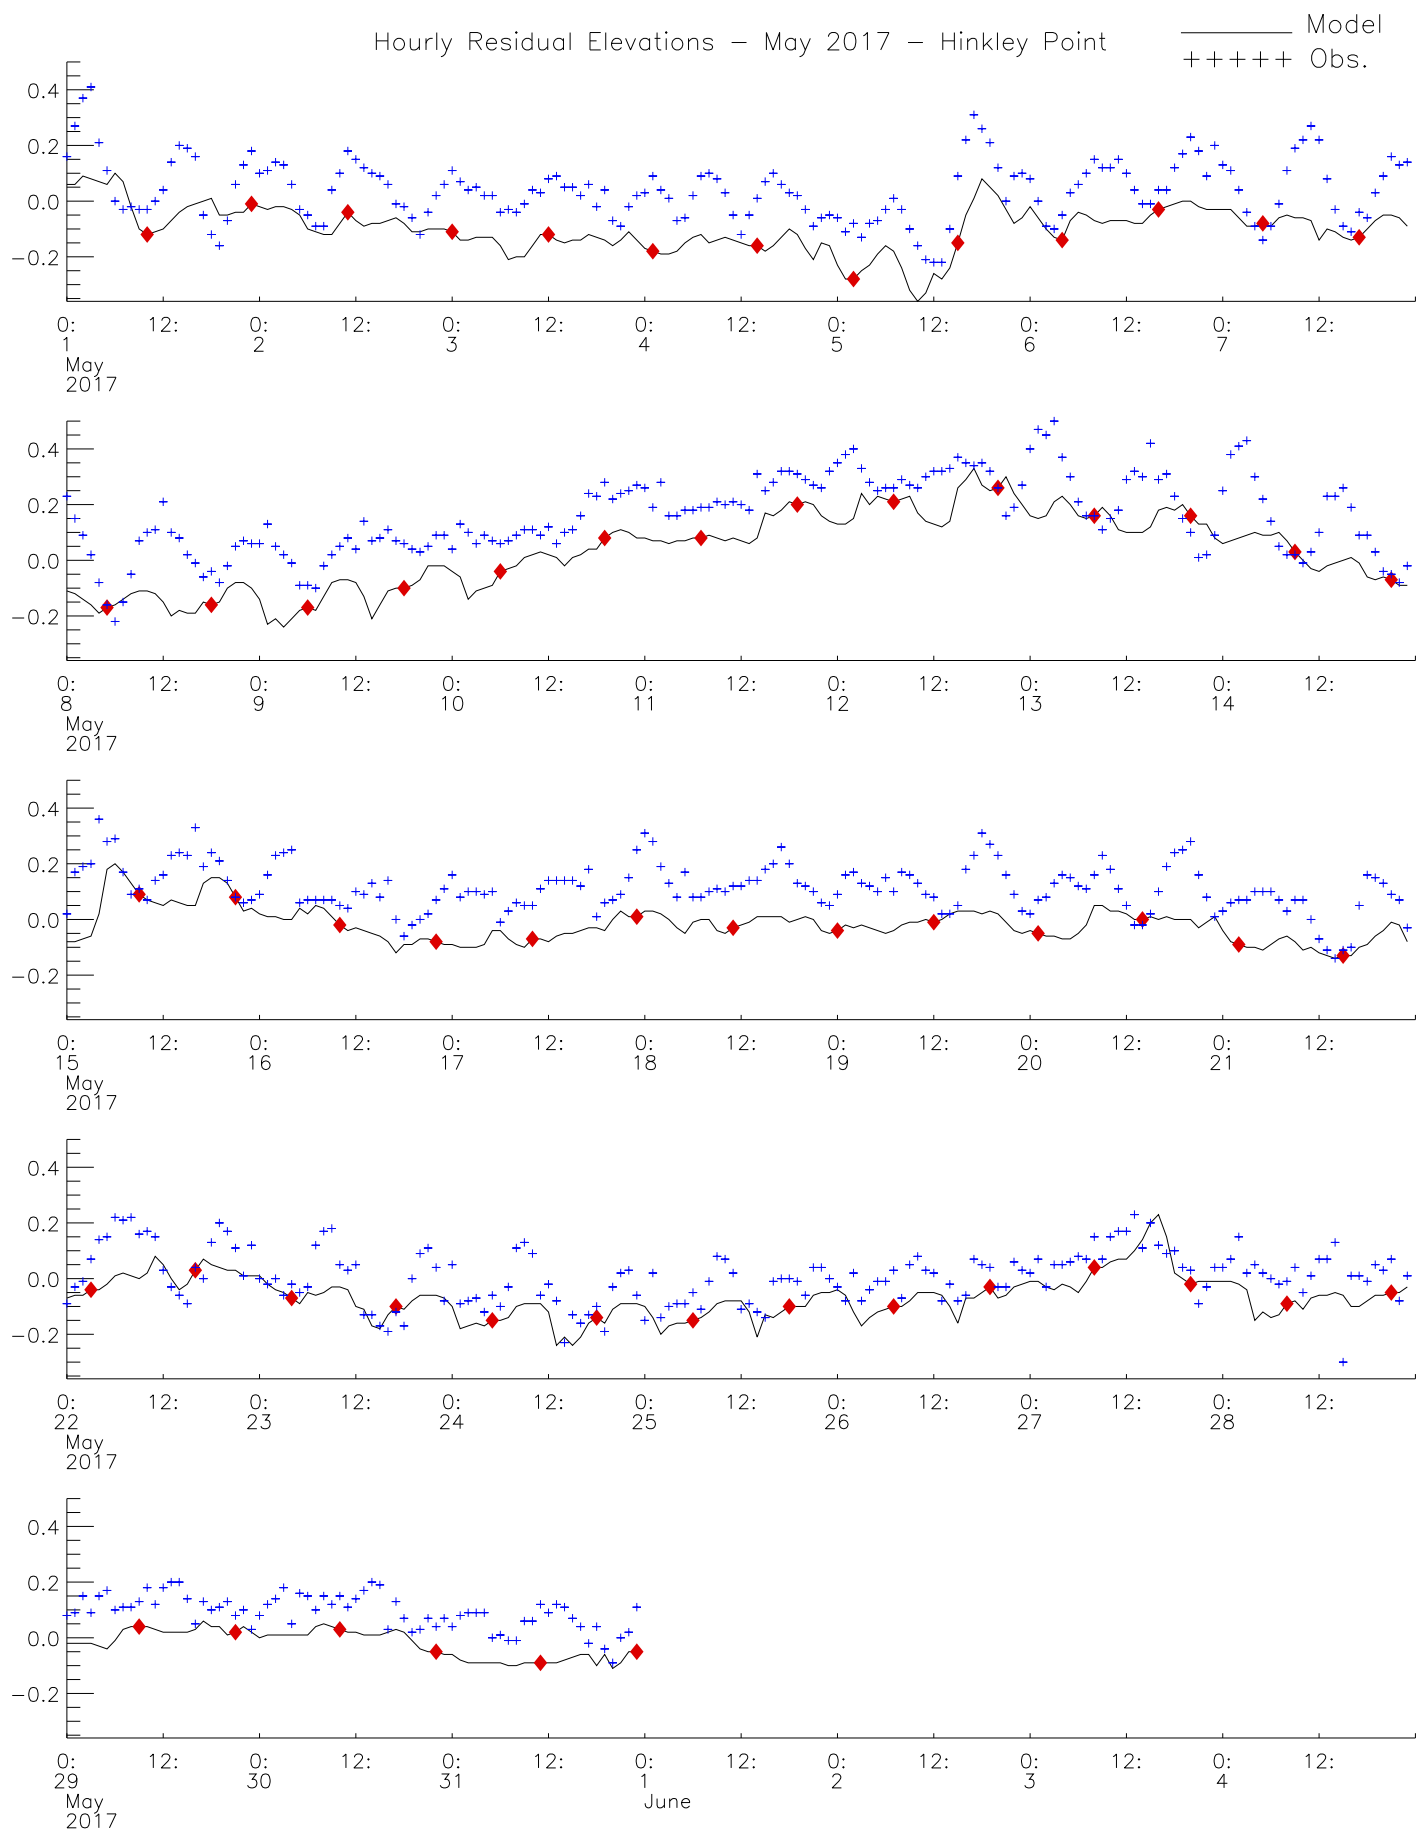 Hourly Residual Elevations − May 2017 − Hinkley Point
Model
+++++ Obs.
0.4
0.2
0.0
−0.2
0: 12: 0: 12: 0: 12: 0: 12: 0: 12: 0: 12: 0: 12:
1 2 3 4 5 6 7
May
2017
0.4
0.2
0.0
−0.2
0: 12: 0: 12: 0: 12: 0: 12: 0: 12: 0: 12: 0: 12:
8 9 10 11 12 13 14
May
2017
0.4
0.2
0.0
−0.2
0: 12: 0: 12: 0: 12: 0: 12: 0: 12: 0: 12: 0: 12:
15 16 17 18 19 20 21
May
2017
0.4
0.2
0.0
−0.2
0: 12: 0: 12: 0: 12: 0: 12: 0: 12: 0: 12: 0: 12:
22 23 24 25 26 27 28
May
2017
0.4
0.2
0.0
−0.2
0: 12: 0: 12: 0: 12: 0: 12: 0: 12: 0: 12: 0: 12:
29 30 31 1 2 3 4
May June
2017